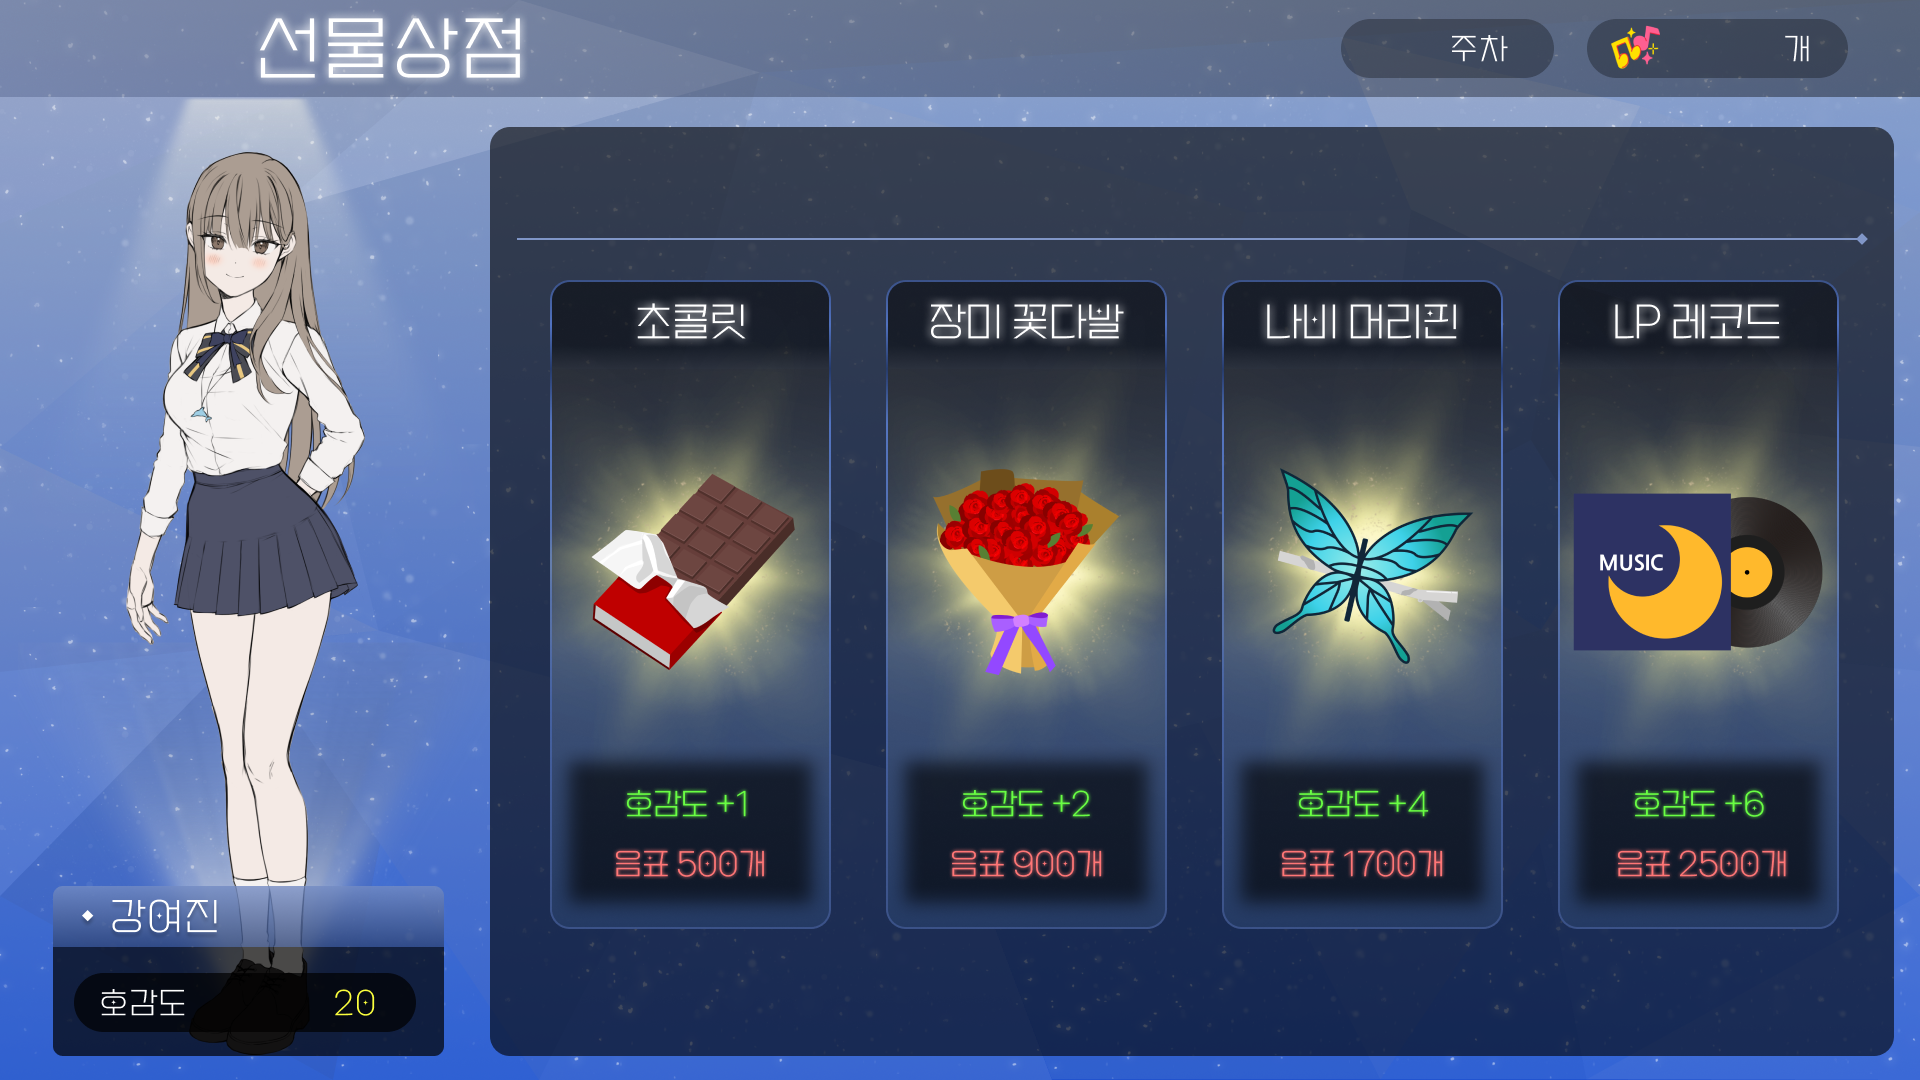 선물상점
주차
개
초콜릿
장미 꽃다발
나비 머리핀
LP 레코드
MUSIC
호감도 +1
음표 500개
호감도 +2
음표 900개
호감도 +4
음표 1700개
호감도 +6
음표 2500개
강여진
호감도 20